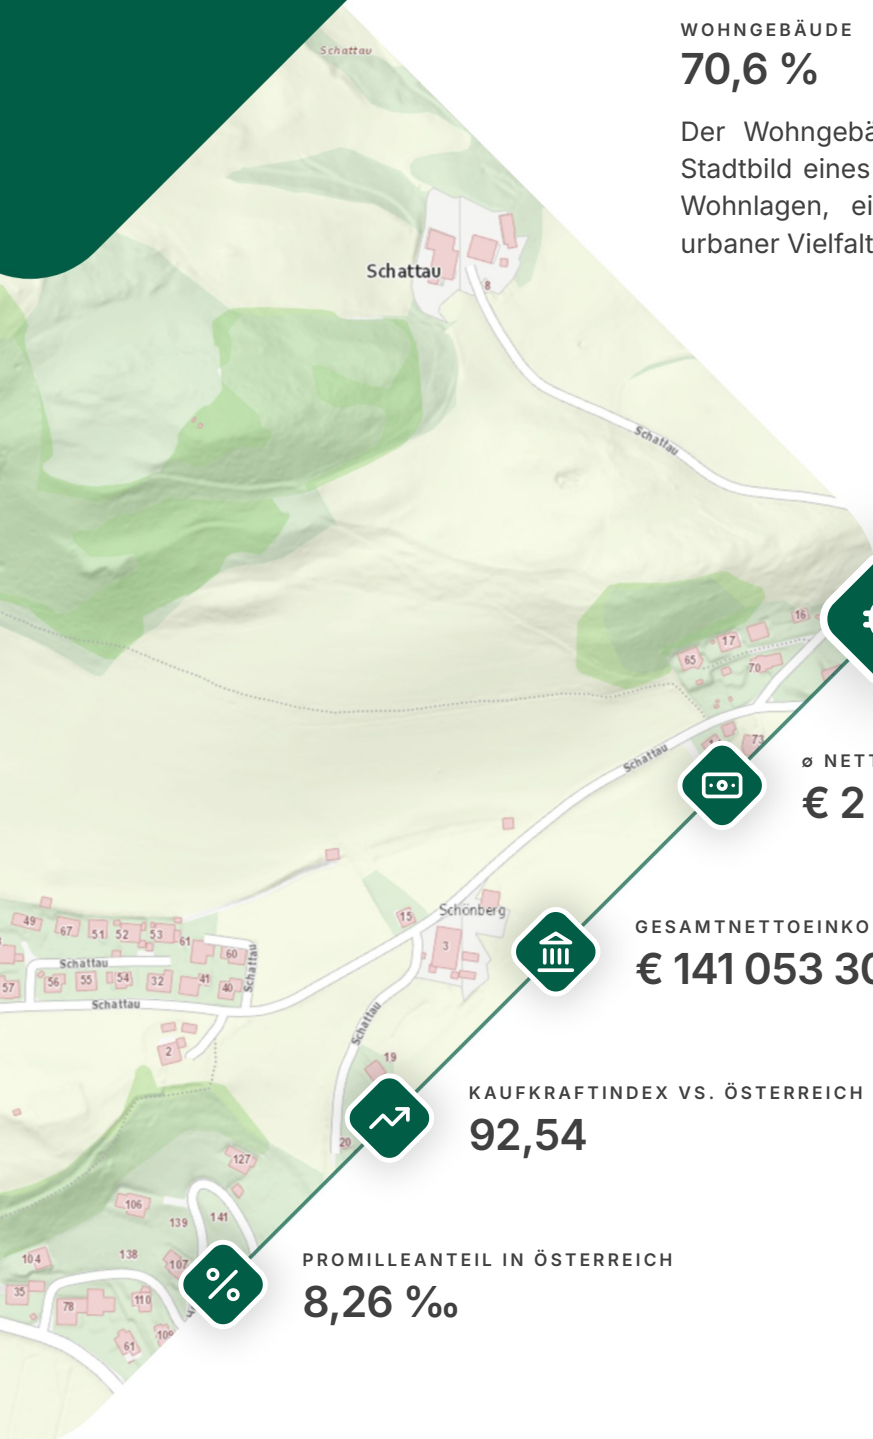 Schattau
WOHNGEBÄUDE
70,6 %
Der Wohngebä
Stadtbild eines
Wohnlagen, ei
urbaner Vielfalt
Schattau
8
Schattau
16
17
65
70
73
Schattau
ø NETT
€ 2
49
67
51
52
53
61
60
15
Schönberg
3
GESAMTNETTOEINKO
€ 141 053 30
Schattau
57
56
55
54
32
41
40
Schattau
Schattau
Schattau
2
19
KAUFKRAFTINDEX VS. ÖSTERREICH
92,54
20
127
106
139
141
104
138
107
PROMILLEANTEIL IN ÖSTERREICH
8,26 ‰
35
78
110
109
61